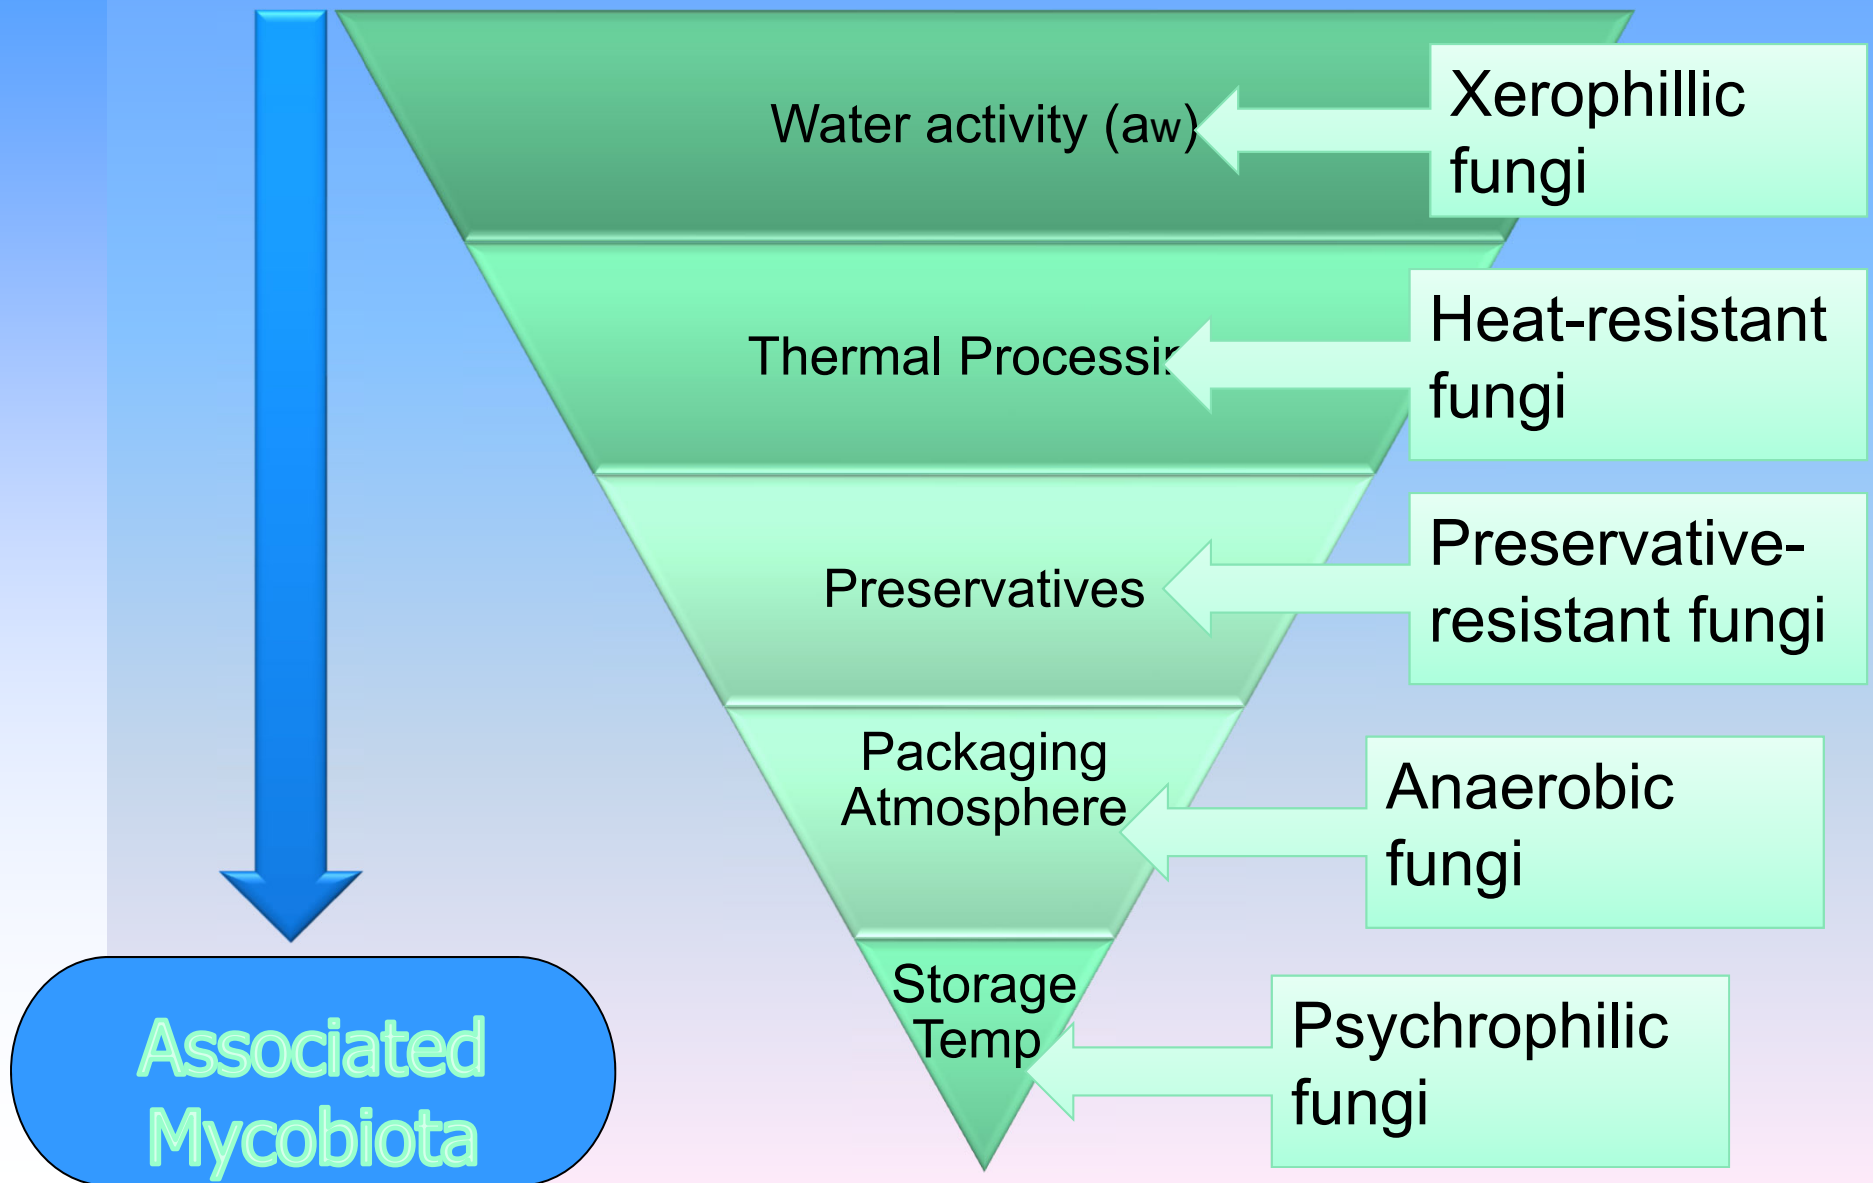 Water activity (aw)
Xerophillic
fungi
Thermal Processin
Heat-resistant
fungi
Preservatives
Preservative-
resistant fungi
Packaging
Atmosphere
Anaerobic
fungi
Storage
Temp
Psychrophilic
fungi
Associated
Mycobiota